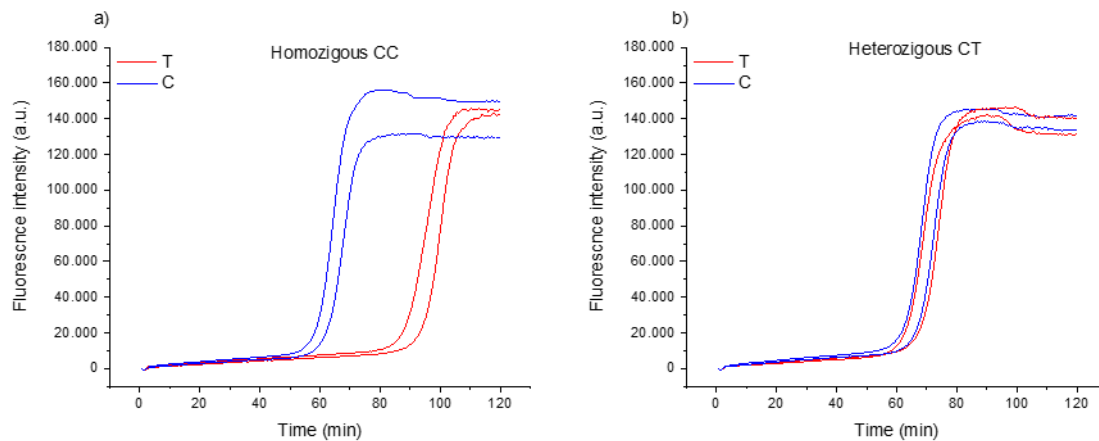 a)
Homozigous CC
T
C
180.000
160.000
140.000
120.000
100.000
80.000
60.000
40.000
20.000
0
Fluorescnce intensity (a.u.)
0 20 40 60 80 100 120
Time (min)
b)
Heterozigous CT
T
C
180.000
160.000
140.000
120.000
100.000
80.000
60.000
40.000
20.000
0
Fluorescnce intensity (a.u.)
0 20 40 60 80 100 120
Time (min)